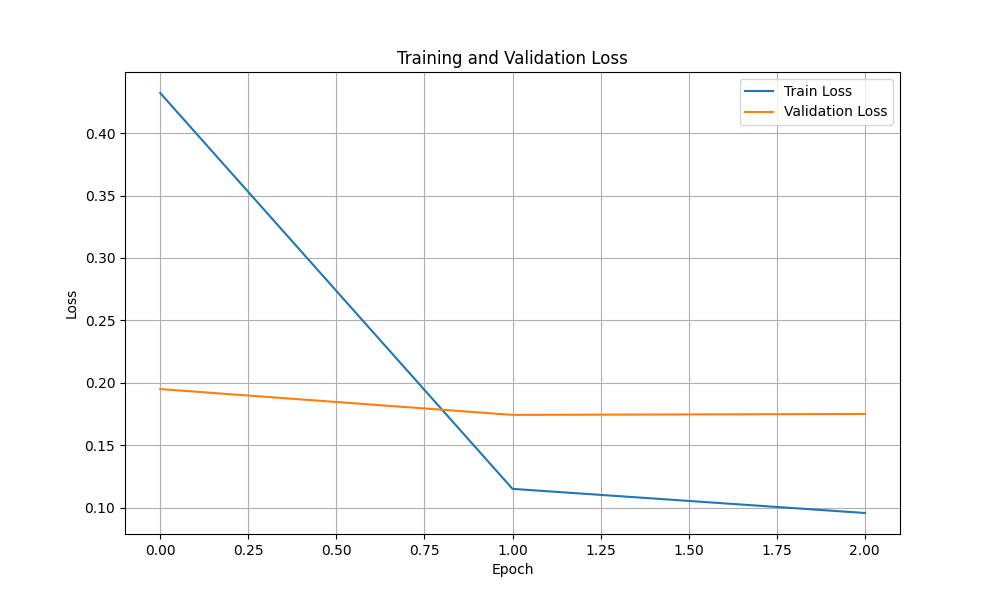 Training and Validation Loss
Train Loss
Validation Loss
0.40
0.35
0.30
0.25
0.20
0.15
0.10
Loss
0.00 0.25 0.50 0.75 1.00 1.25 1.50 1.75 2.00
Epoch